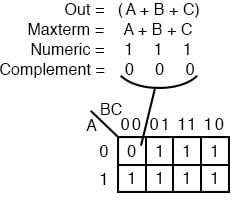 Out = (A + B + C)
Maxterm = A + B + C
Numeric = 1 1 1
Complement = 0 0 0
BC
A 00 01 11 10
0 0 1 1 1
1 1 1 1 1